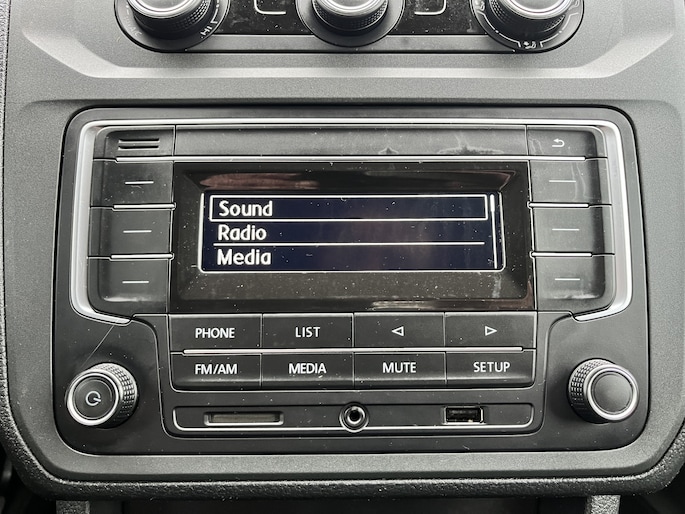 Sound
Radio
Media
PHONE LIST
FM/AM MEDIA MUTE SETUP